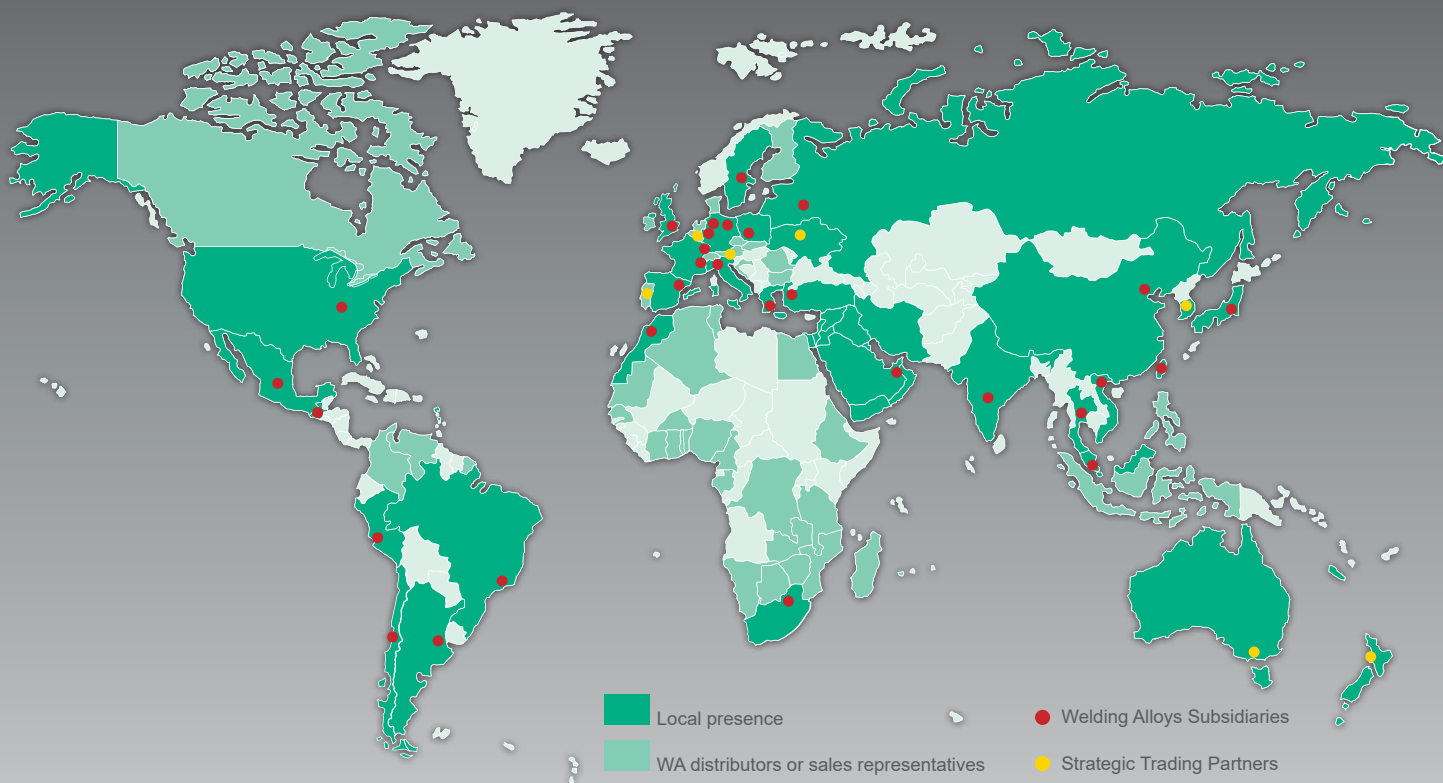 Local presence
WA distributors or sales representatives
Welding Alloys Subsidiaries
Strategic Trading Partners